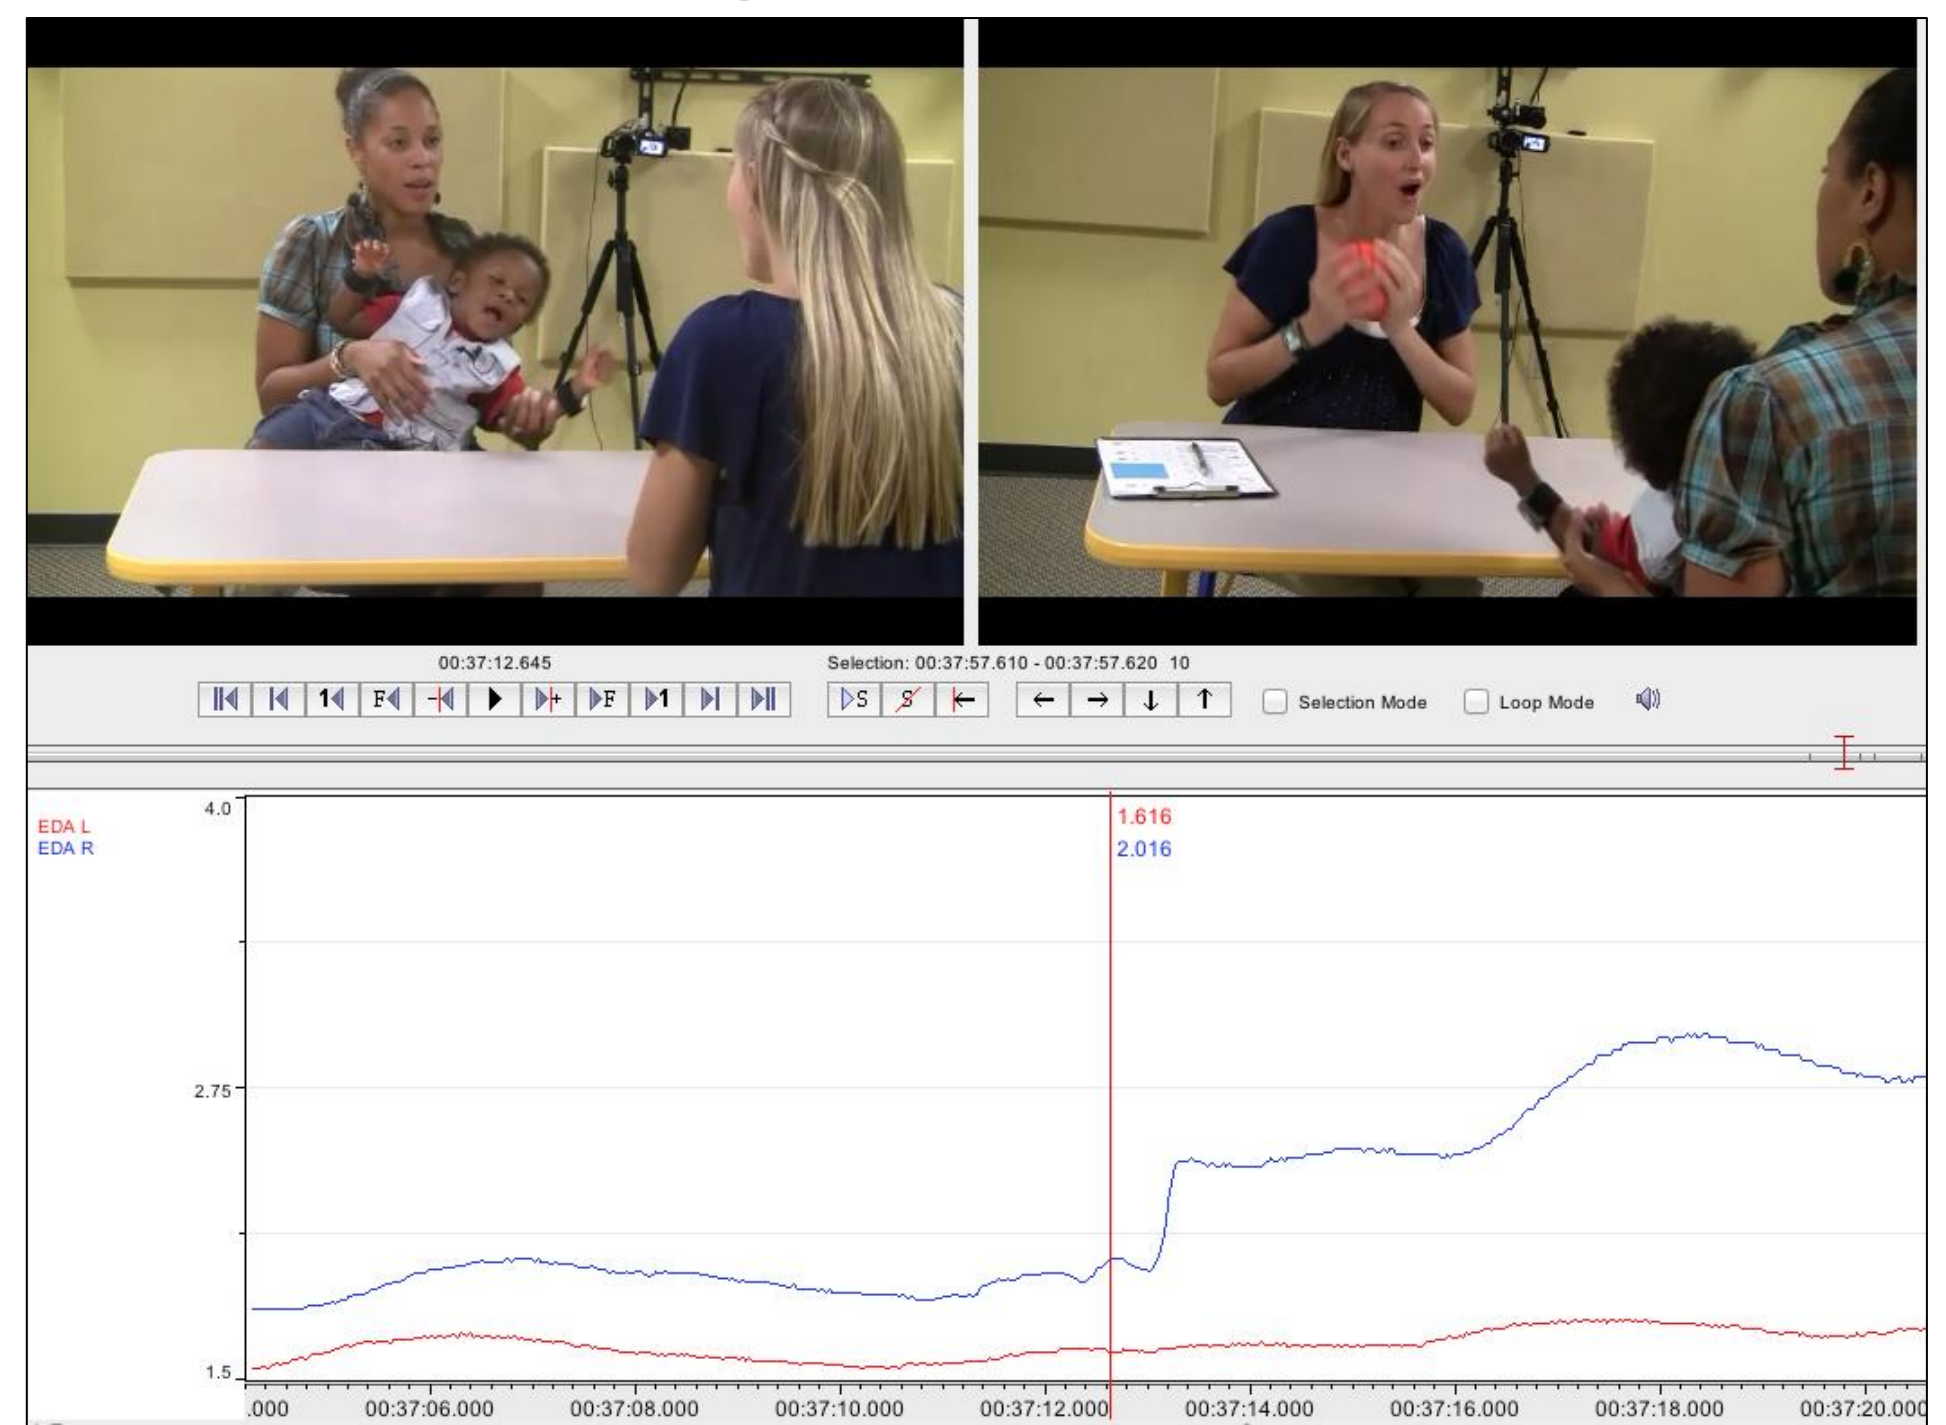 00:37:12.645
Selection: 00:37:57.610 - 00:37:57.620 10
1 F + F 1 S S Selection Mode Loop Mode
4.0
EDA L
EDA R
1.616
2.016
2.75
1.5
.000 00:37:06.000 00:37:08.000 00:37:10.000 00:37:12.000 00:37:14.000 00:37:16.000 00:37:18.000 00:37:20.000